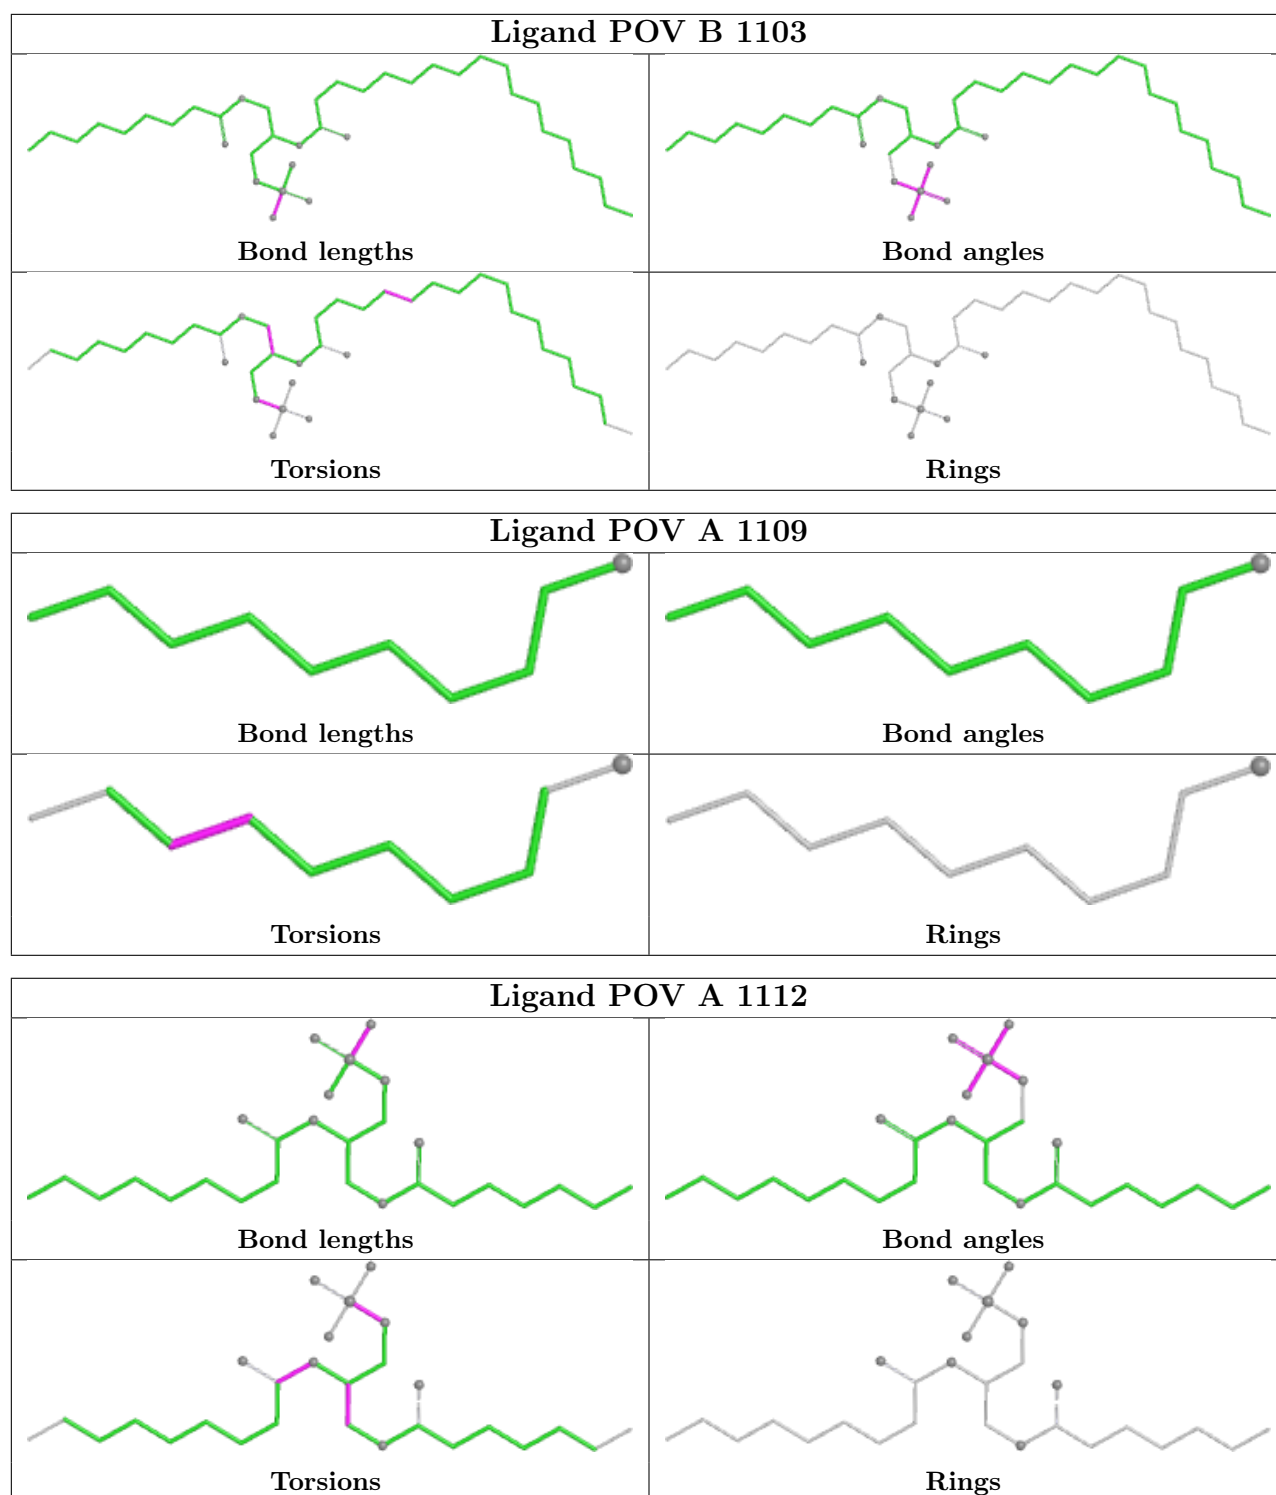 Ligand POV B 1103
Bond lengths
Bond angles
Torsions
Rings
Ligand POV A 1109
Bond lengths
Bond angles
Torsions
Rings
Ligand POV A 1112
Bond lengths
Bond angles
Torsions
Rings